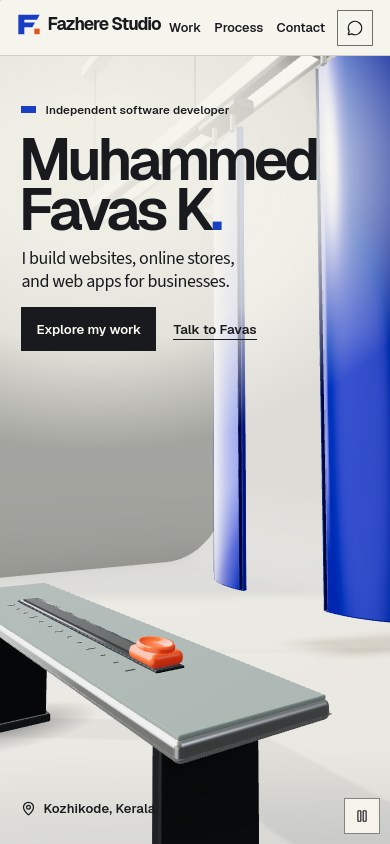 Fazhere Studio Work Process Contact
Independent software developer
Muhammed
Favas K.
I build websites, online stores,
and web apps for businesses.
Explore my work Talk to Favas
Kozhikode, Kerala